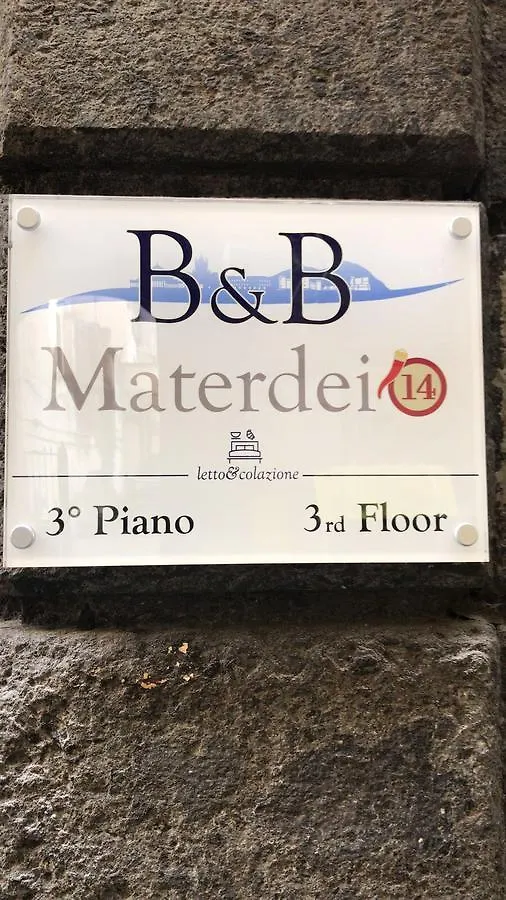 B&B
Materdei 14
letto&colazione
3° Piano 3rd Floor